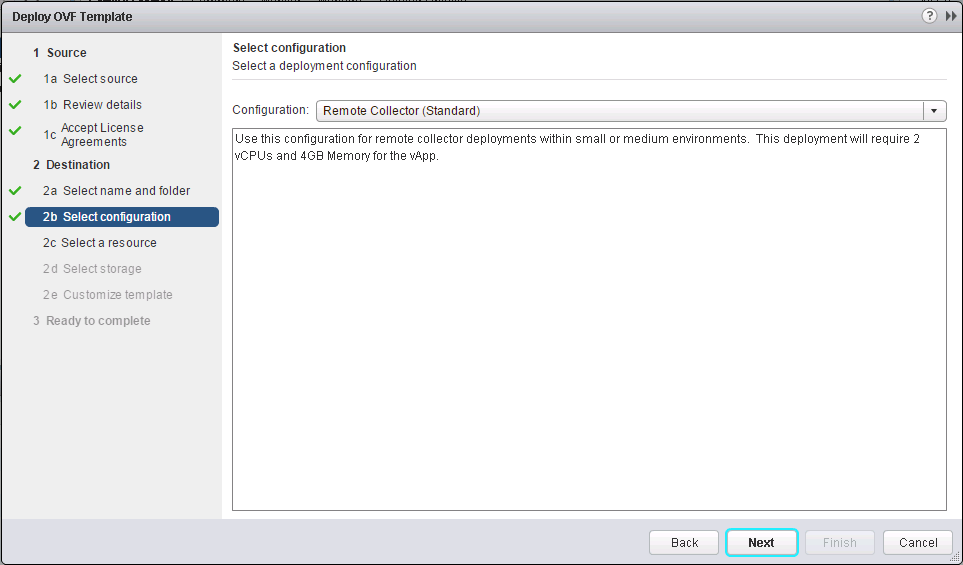 Deploy OVF Template
?
1 Source
1a Select source
1b Review details
1c Accept License
Agreements
2 Destination
2a Select name and folder
2b Select configuration
2c Select a resource
2d Select storage
2e Customize template
3 Ready to complete
Select configuration
Select a deployment configuration
Configuration: Remote Collector (Standard)
Use this configuration for remote collector deployments within small or medium environments. This deployment will require 2
vCPUs and 4GB Memory for the vApp.
Back Next Finish Cancel